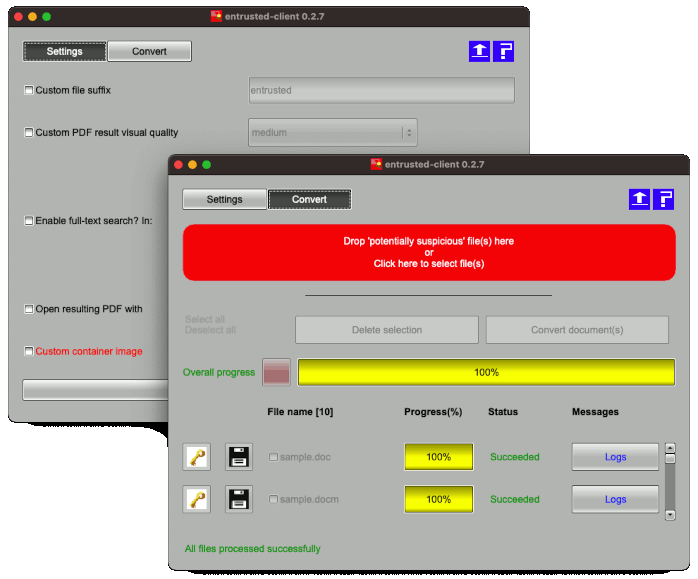 entrusted-client 0.2.7
Settings
Convert
Custom file suffix
entrusted
Custom PDF result visual quality
medium
Enable full-text search? In:
Open resulting PDF with
Custom container image
entrusted-client 0.2.7
Settings
Convert
Drop 'potentially suspicious' file(s) here
or
Click here to select file(s)
Select all
Deselect all
Delete selection
Convert document(s)
Overall progress
100%
File name [10]
Progress(%)
Status
Messages
sample.doc
100%
Succeeded
Logs
sample.docm
100%
Succeeded
Logs
All files processed successfully